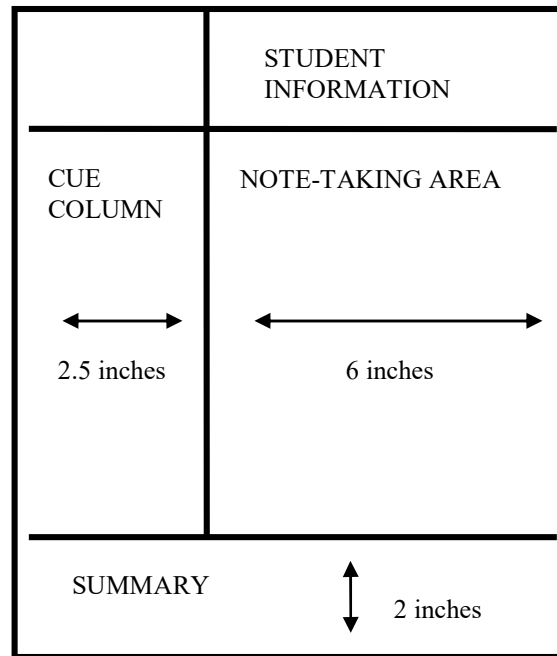 STUDENT
INFORMATION
CUE
COLUMN
NOTE-TAKING AREA
2.5 inches
6 inches
SUMMARY
2 inches